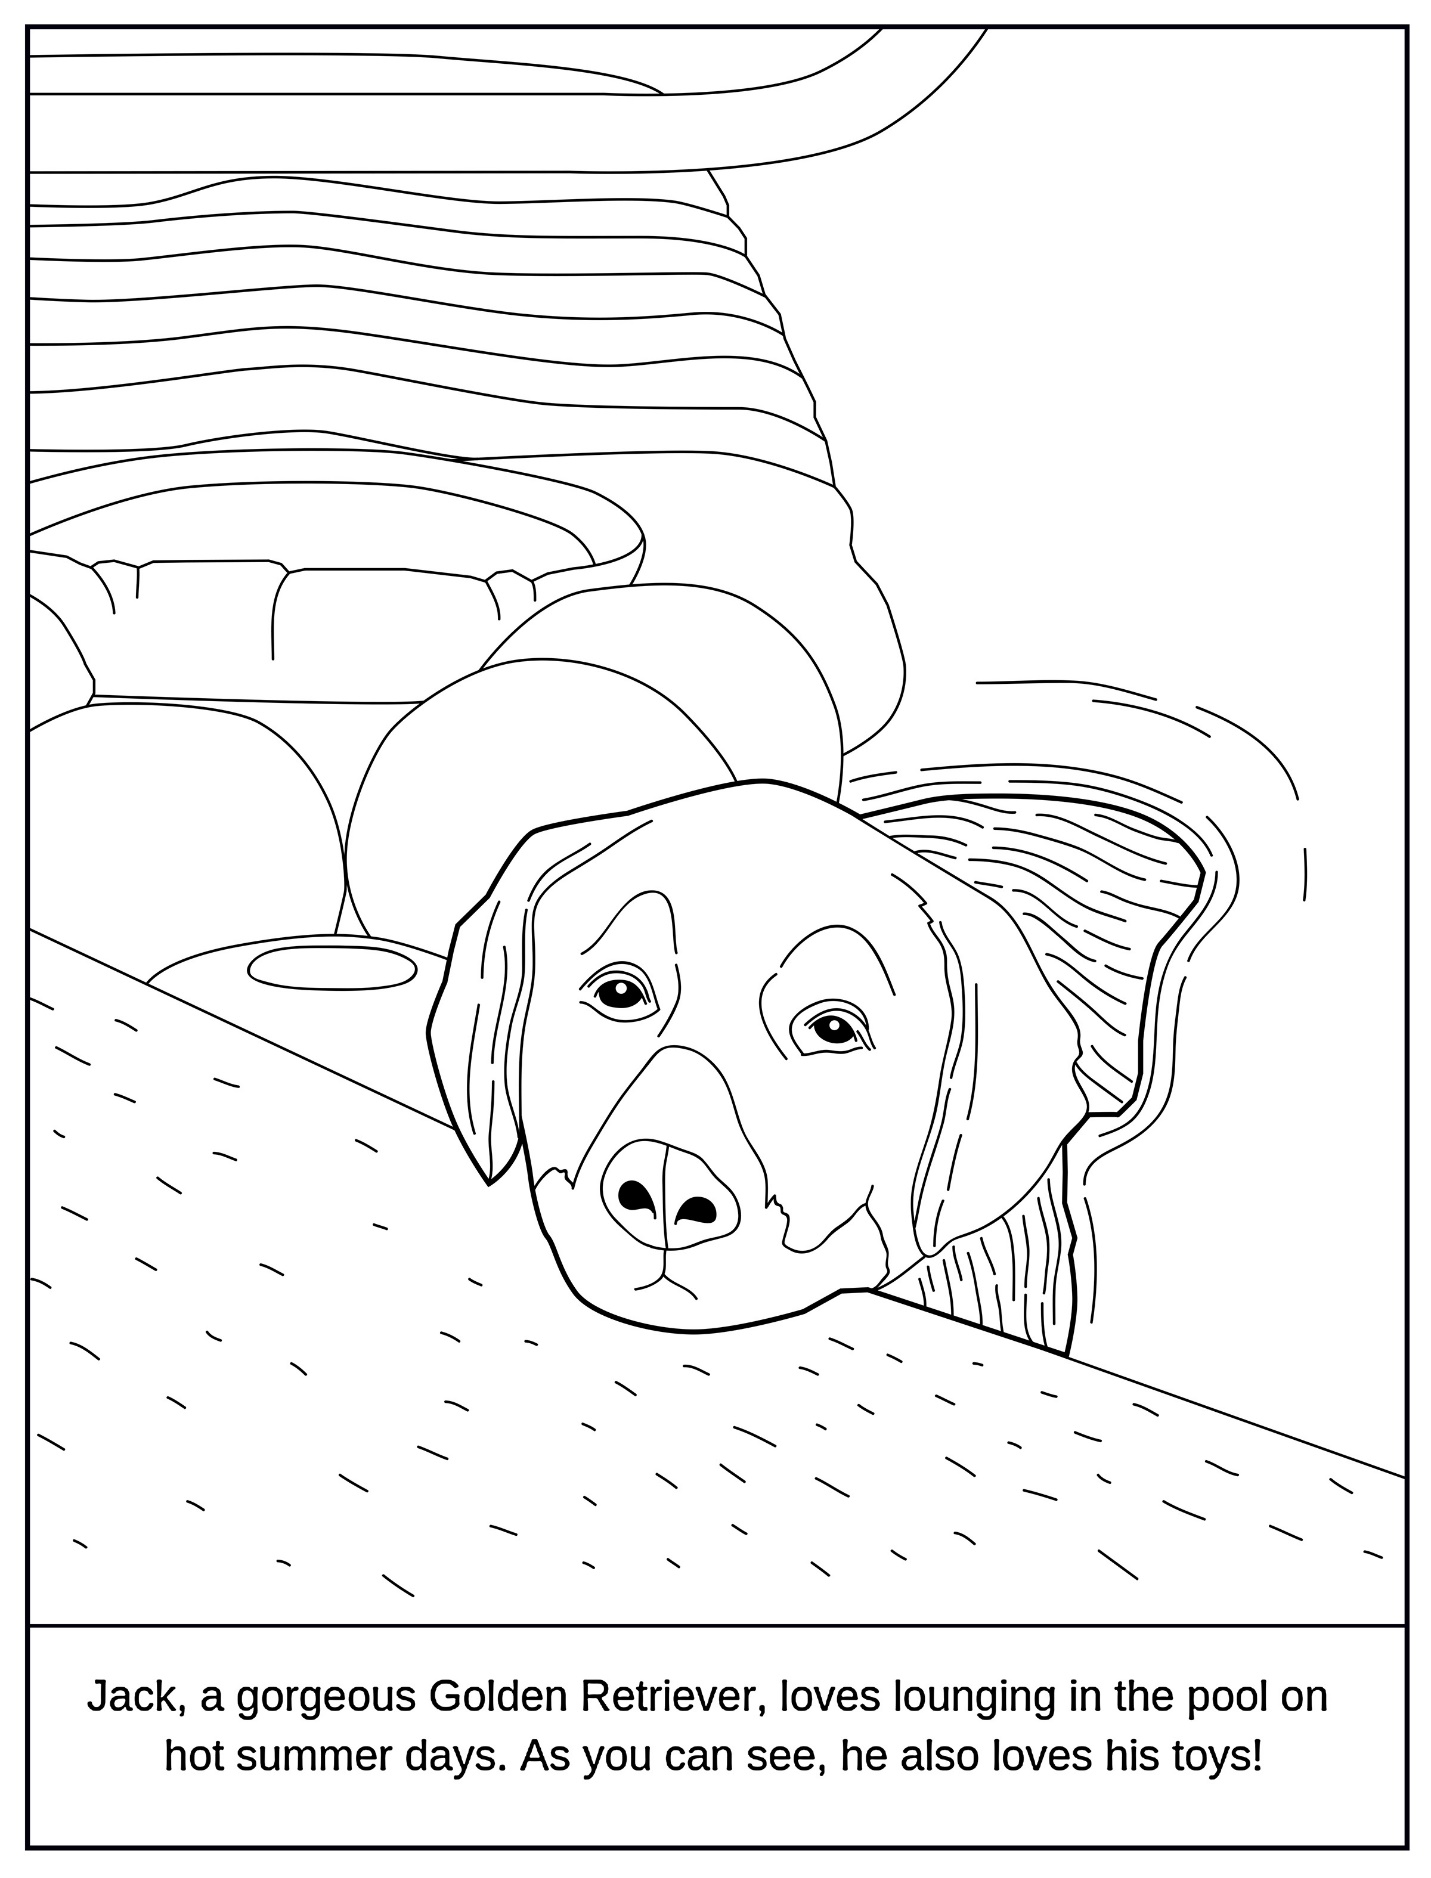 Jack, a gorgeous Golden Retriever, loves lounging in the pool on
hot summer days. As you can see, he also loves his toys!